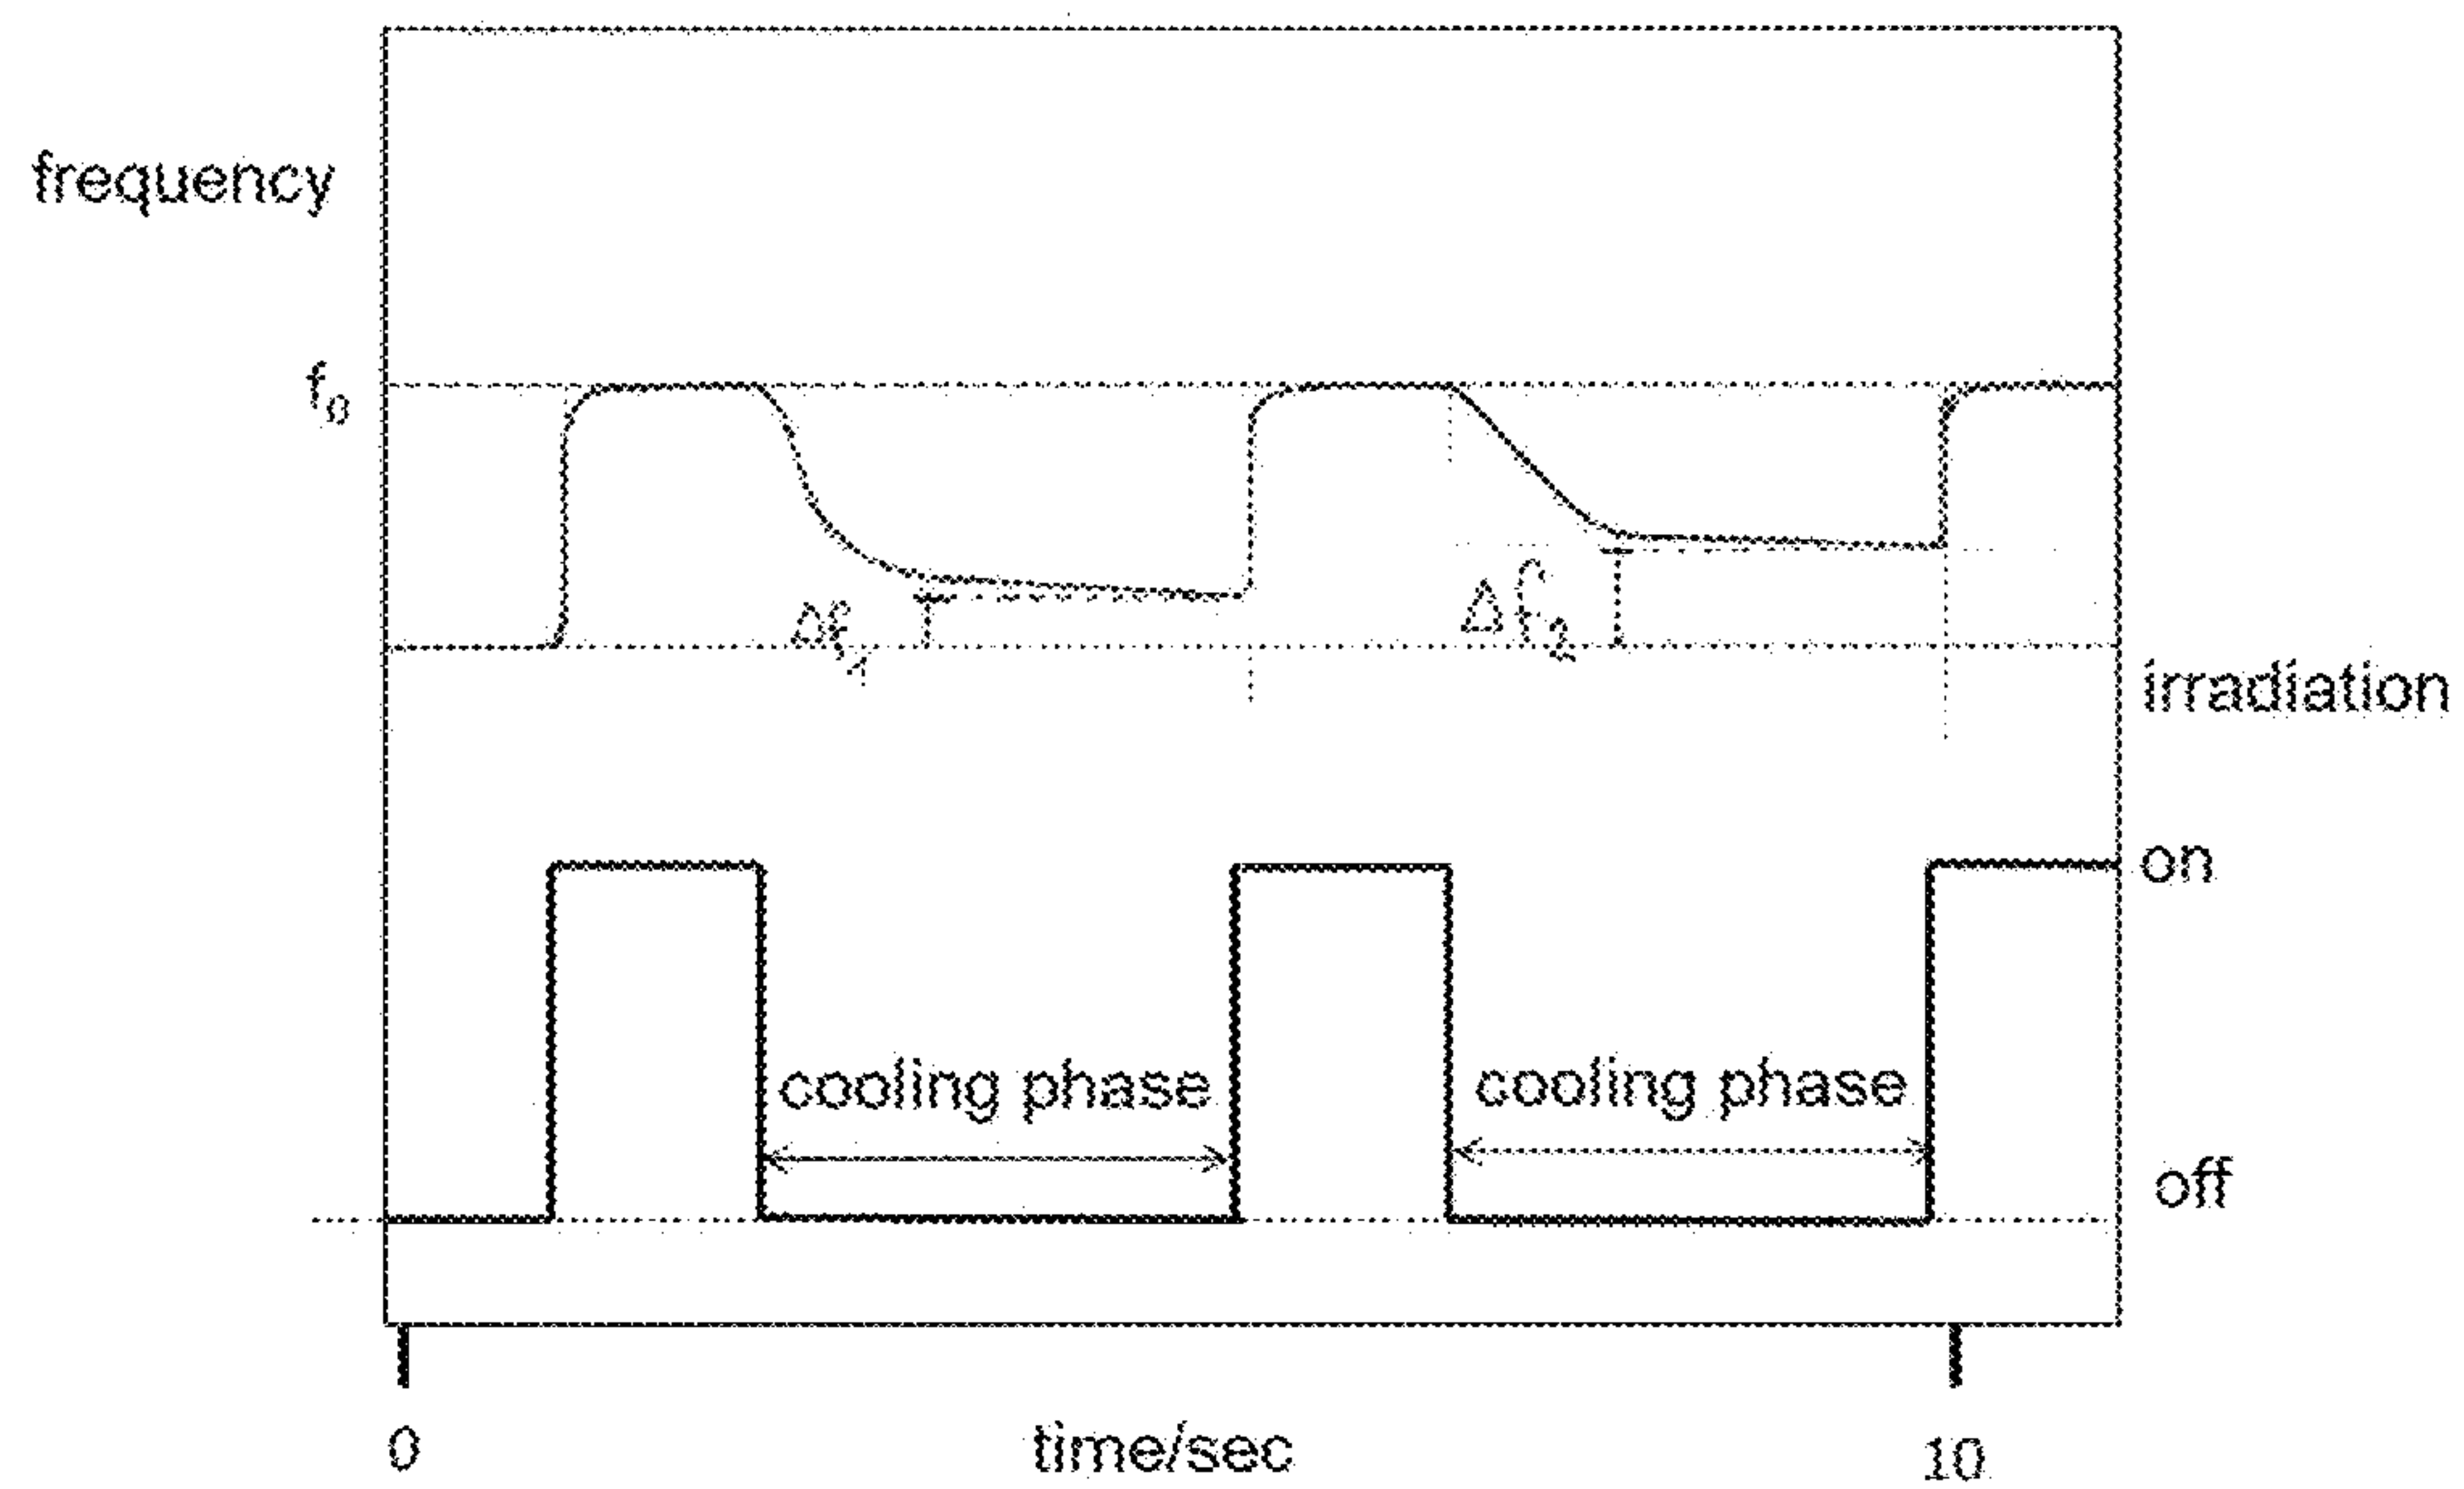 frequency
f₀
Δf₁
Δf₂
irradiation
on
cooling phase
cooling phase
off
0
time/sec
10